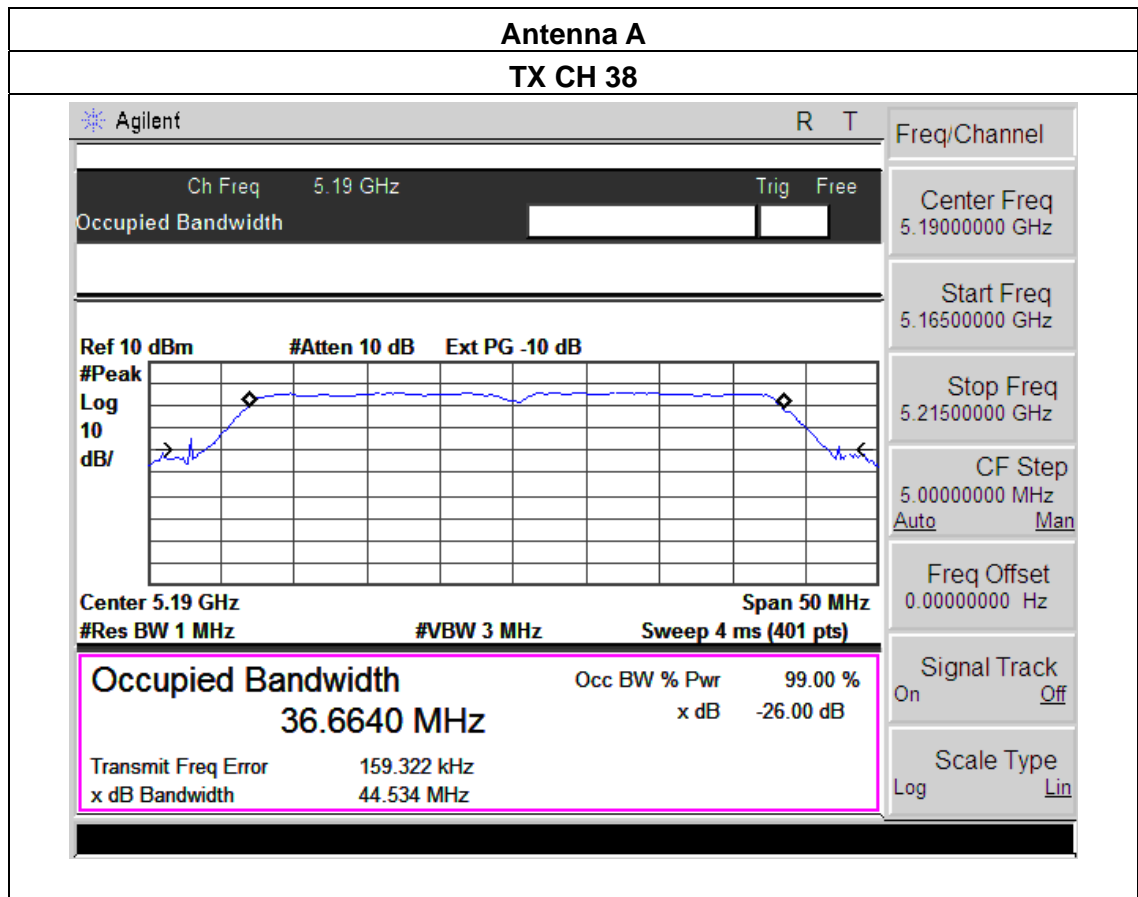 Antenna A
TX CH 38
Agilent R T
Ch Freq 5.19 GHz Trig Free
Occupied Bandwidth
Ref 10 dBm #Atten 10 dB Ext PG -10 dB
#Peak
Log
10
dB/
Center 5.19 GHz Span 50 MHz
#Res BW 1 MHz #VBW 3 MHz Sweep 4 ms (401 pts)
Occupied Bandwidth Occ BW % Pwr 99.00 %
36.6640 MHz x dB -26.00 dB
Transmit Freq Error 159.322 kHz
x dB Bandwidth 44.534 MHz
Freq/Channel
Center Freq
5.19000000 GHz
Start Freq
5.16500000 GHz
Stop Freq
5.21500000 GHz
CF Step
5.00000000 MHz
Auto Man
Freq Offset
0.00000000 Hz
Signal Track
On Off
Scale Type
Log Lin